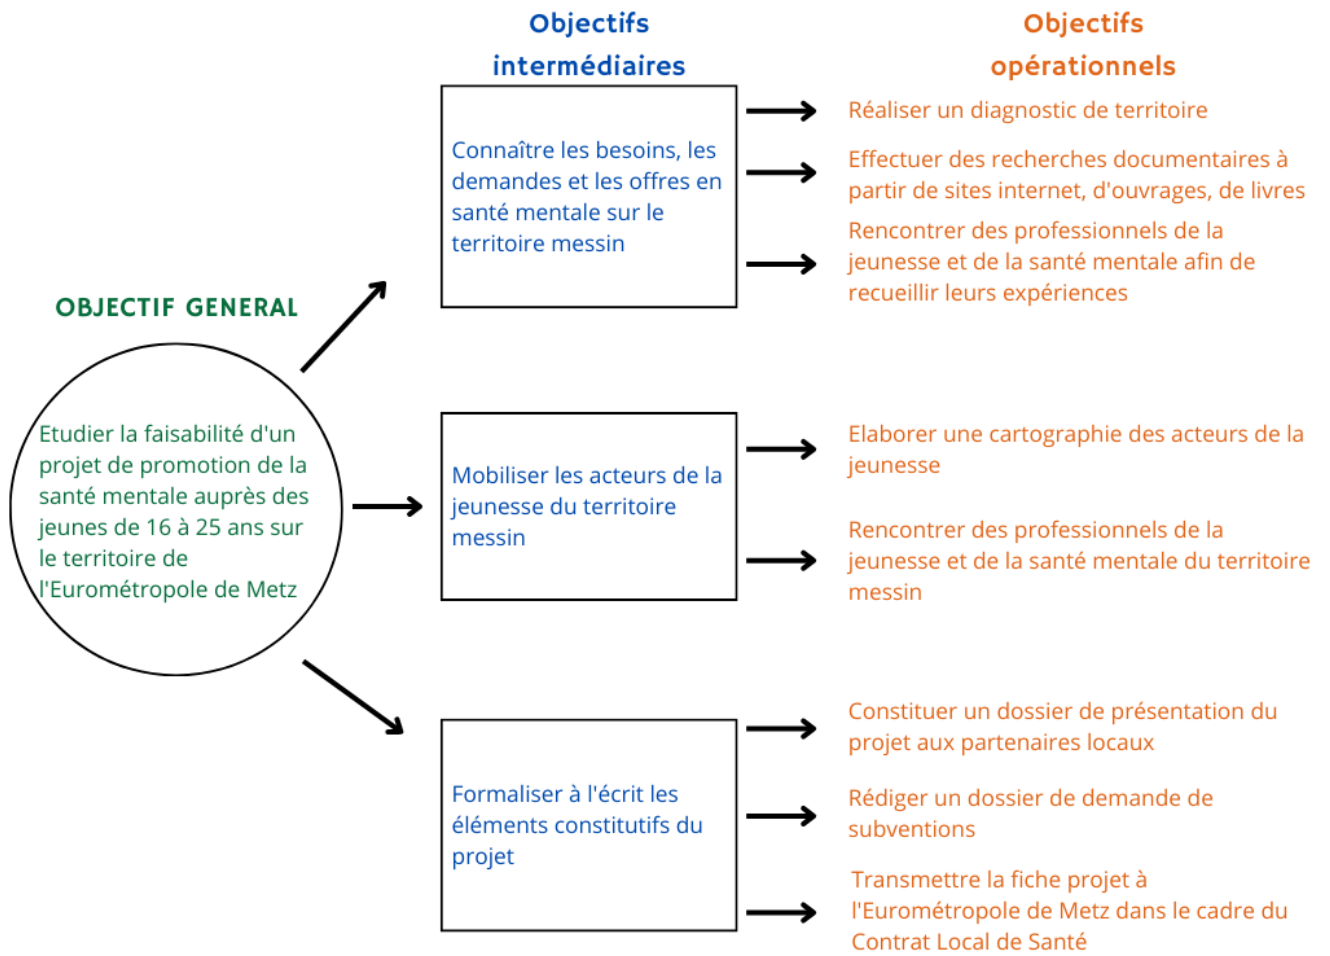 Objectifs
intermédiaires
Objectifs
opérationnels
OBJECTIF GENERAL
Etudier la faisabilité d'un
projet de promotion de la
santé mentale auprès des
jeunes de 16 à 25 ans sur
le territoire de
l'Eurométropole de Metz
Connaître les besoins, les
demandes et les offres en
santé mentale sur le
territoire messin
Réaliser un diagnostic de territoire
Effectuer des recherches documentaires à
partir de sites internet, d'ouvrages, de livres
Rencontrer des professionnels de la
jeunesse et de la santé mentale afin de
recueillir leurs expériences
Mobiliser les acteurs de la
jeunesse du territoire
messin
Elaborer une cartographie des acteurs de la
jeunesse
Rencontrer des professionnels de la
jeunesse et de la santé mentale du territoire
messin
Formaliser à l'écrit les
éléments constitutifs du
projet
Constituer un dossier de présentation du
projet aux partenaires locaux
Rédiger un dossier de demande de
subventions
Transmettre la fiche projet à
l'Eurométropole de Metz dans le cadre du
Contrat Local de Santé